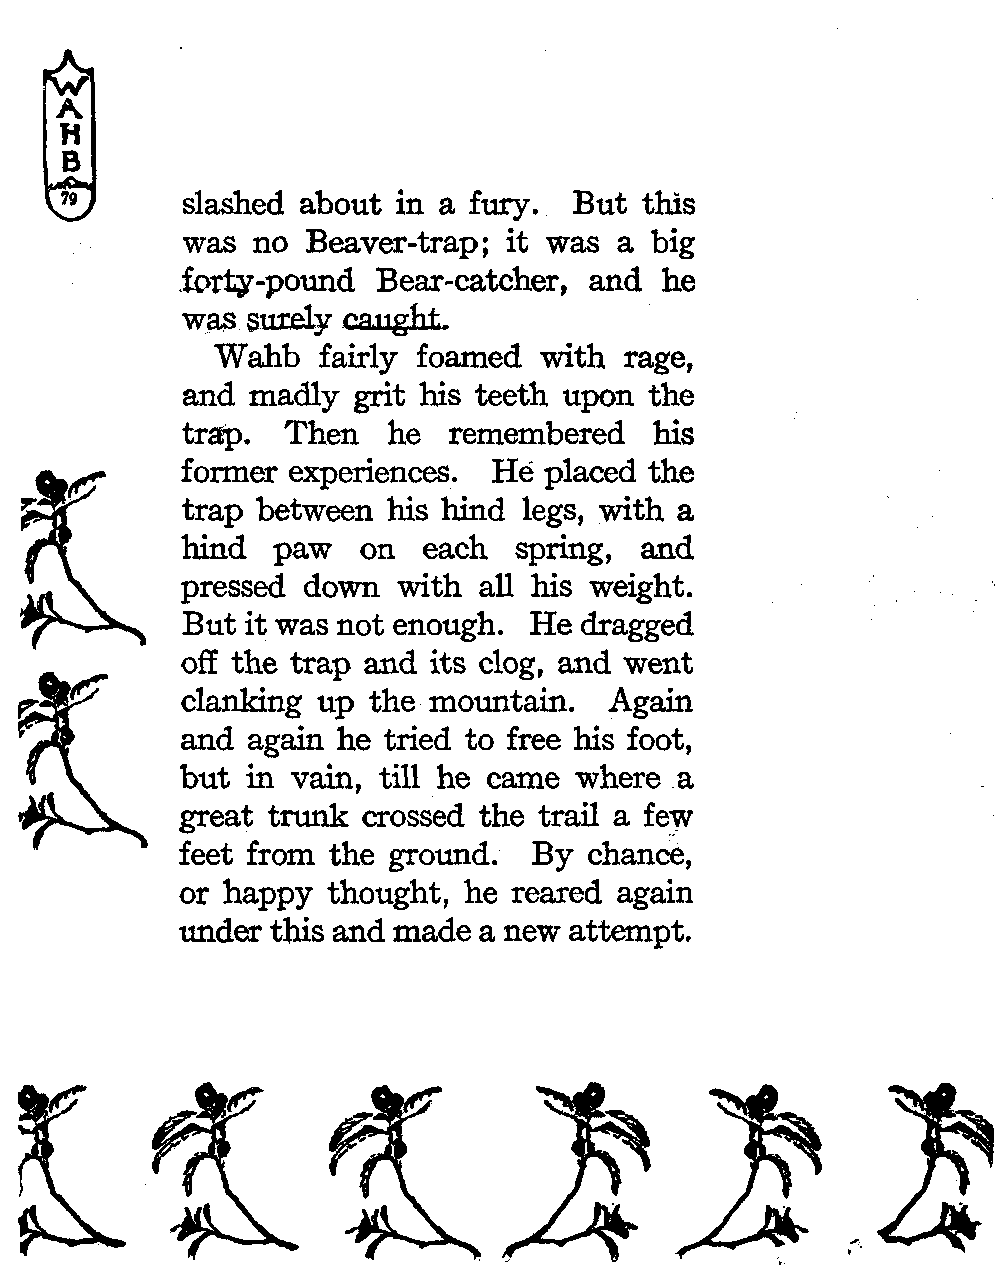 WAHB
79
slashed about in a fury. But this
was no Beaver-trap; it was a big
forty-pound Bear-catcher, and he
was surely caught.
Wahb fairly foamed with rage,
and madly grit his teeth upon the
trap. Then he remembered his
former experiences. He placed the
trap between his hind legs, with a
hind paw on each spring, and
pressed down with all his weight.
But it was not enough. He dragged
off the trap and its clog, and went
clanking up the mountain. Again
and again he tried to free his foot,
but in vain, till he came where a
great trunk crossed the trail a few
feet from the ground. By chance,
or happy thought, he reared again
under this and made a new attempt.